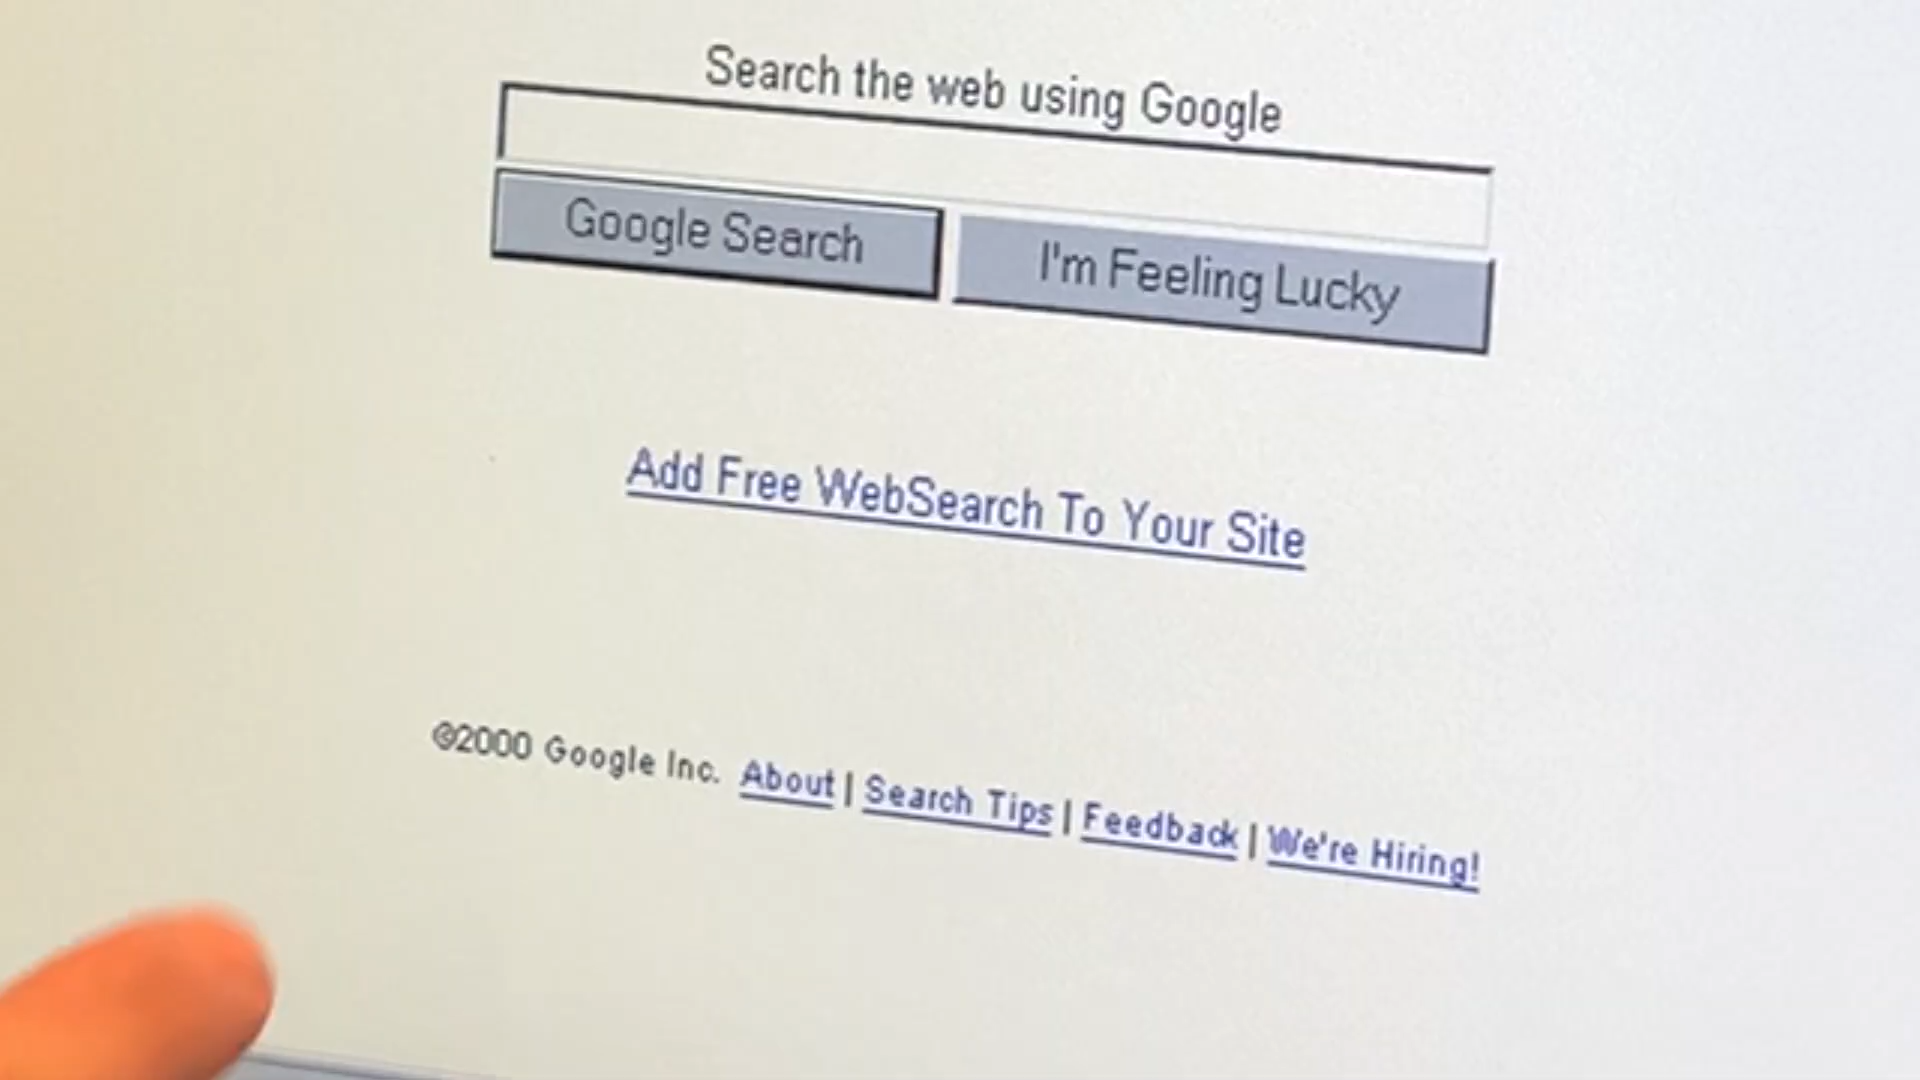 Search the web using Google
Google Search
I'm Feeling Lucky
Add Free WebSearch To Your Site
©2000 Google Inc. About | Search Tips | Feedback | We're Hiring!